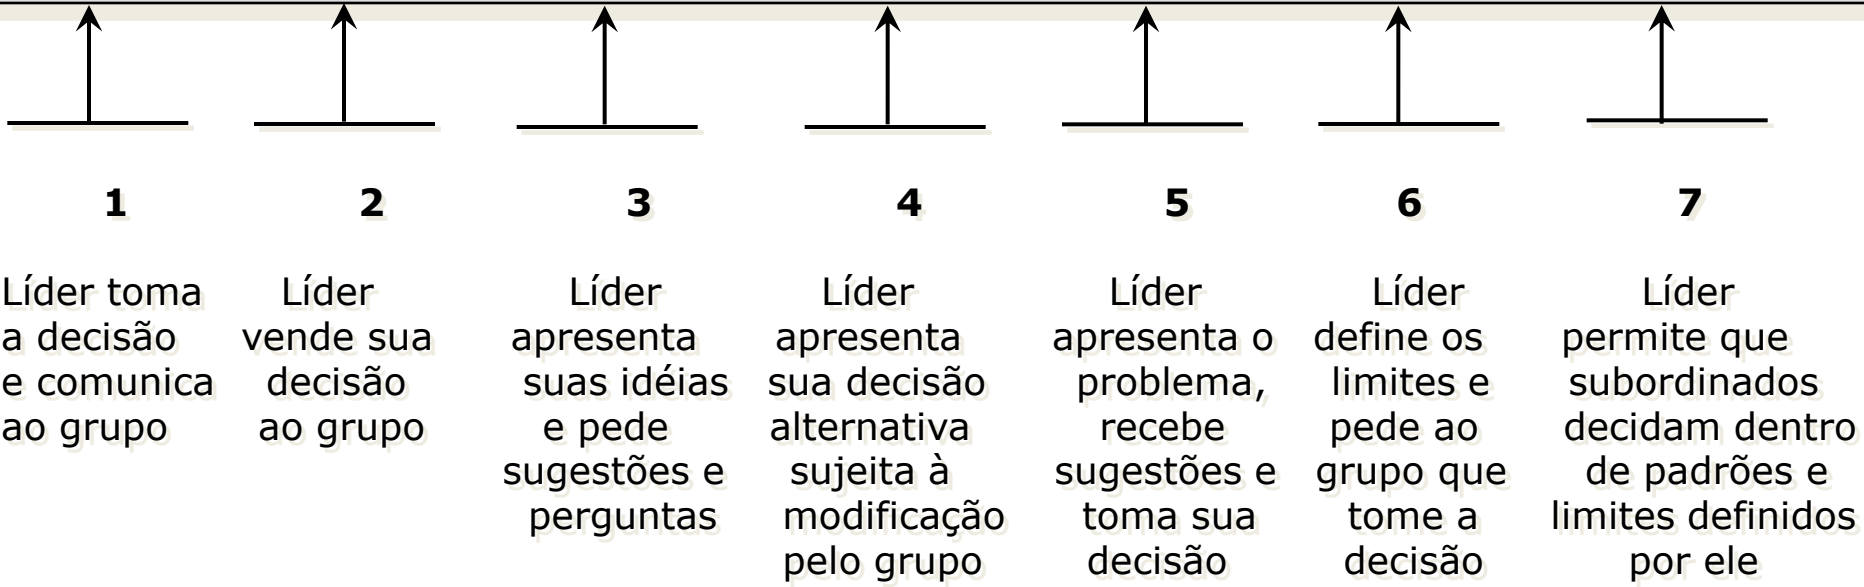 1
Líder toma
a decisão
e comunica
ao grupo
2
Líder
vende sua
decisão
ao grupo
3
Líder
apresenta
suas idéias
e pede
sugestões e
perguntas
4
Líder
apresenta
sua decisão
alternativa
sujeita à
modificação
pelo grupo
5
Líder
apresenta o
problema,
recebe
sugestões e
toma sua
decisão
6
Líder
define os
limites e
pede ao
grupo que
tome a
decisão
7
Líder
permite que
subordinados
decidam dentro
de padrões e
limites definidos
por ele